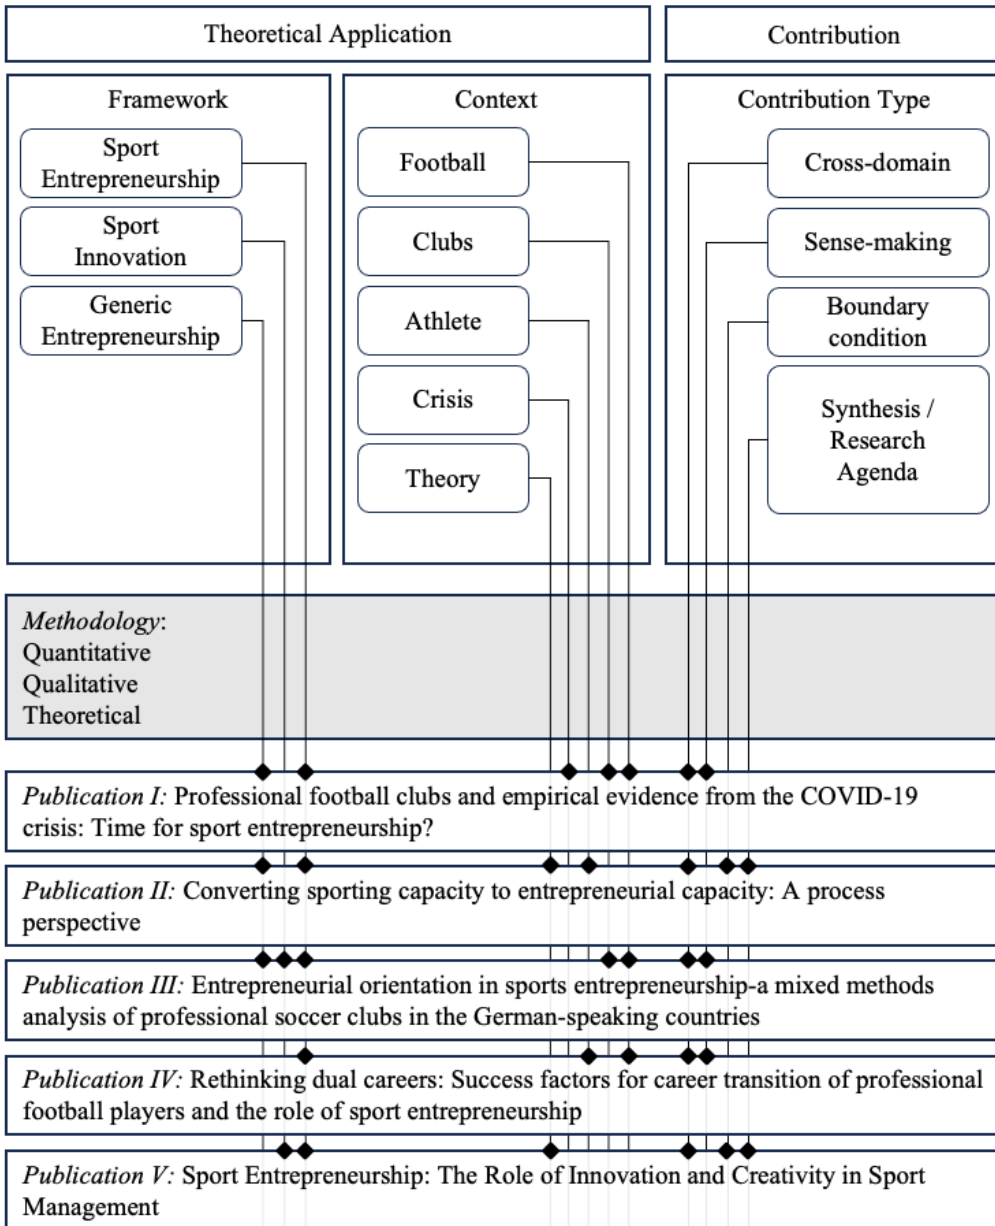 Theoretical Application
Contribution
Framework
Sport
Entrepreneurship
Sport
Innovation
Generic
Entrepreneurship
Context
Football
Clubs
Athlete
Crisis
Theory
Contribution Type
Cross-domain
Sense-making
Boundary
condition
Synthesis /
Research
Agenda
Methodology:
Quantitative
Qualitative
Theoretical
Publication I: Professional football clubs and empirical evidence from the COVID-19
crisis: Time for sport entrepreneurship?
Publication II: Converting sporting capacity to entrepreneurial capacity: A process
perspective
Publication III: Entrepreneurial orientation in sports entrepreneurship-a mixed methods
analysis of professional soccer clubs in the German-speaking countries
Publication IV: Rethinking dual careers: Success factors for career transition of professional
football players and the role of sport entrepreneurship
Publication V: Sport Entrepreneurship: The Role of Innovation and Creativity in Sport
Management